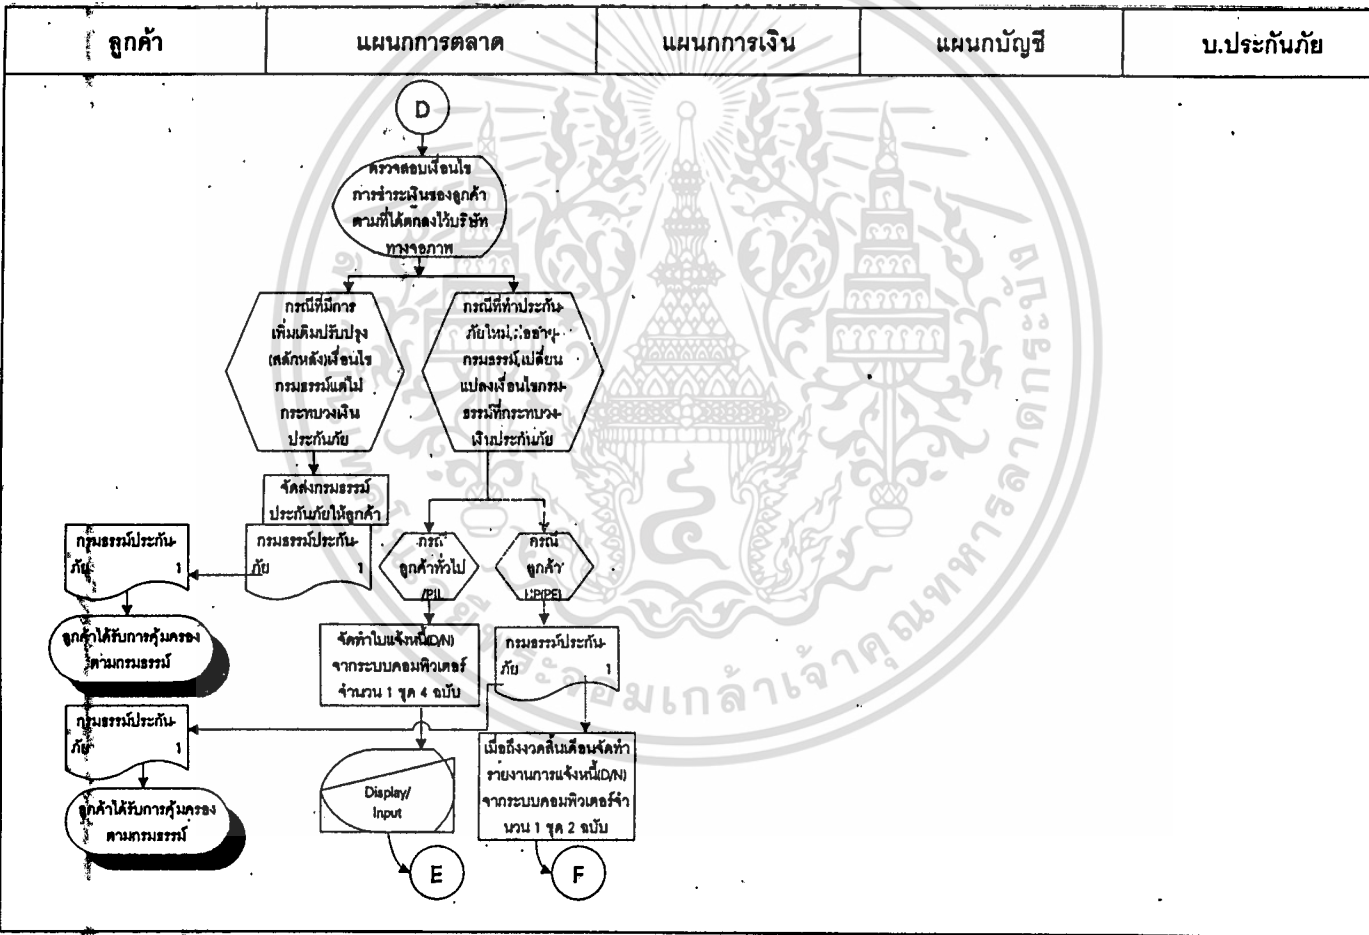 ลูกค้า
แผนกการตลาด
แผนกการเงิน
แผนกบัญชี
บ.ประกันภัย
D
ตรวจสอบเงื่อนไข
การชำระเงินของลูกค้า
ตามที่ได้ตกลงไว้บริษัท
ทางจอภาพ
กรณีที่มีการ
เพิ่มเติมปรับปรุง
(สลักหลัง)เงื่อนไข
กรมธรรม์แต่ไม่
กระทบวงเงิน
ประกันภัย
กรณีที่ทำประกัน-
ภัยใหม่,
กรมธรรม์,เปลี่ยน
แปลงเงื่อนไขกรม-
ธรรม์ที่กระทบวง-
เงินประกันภัย
จัดส่งกรมธรรม์
ประกันภัยให้ลูกค้า
กรมธรรม์ประกัน-
ภัย 1
กรมธรรม์ประกัน-
ภัย 1
ลูกค้าได้รับการคุ้มครอง
ตามกรมธรรม์
กรณี
ลูกค้าทั่วไป
กรณี
ลูกค้า
จัดทำใบแจ้งหนี้(D/N)
จากระบบคอมพิวเตอร์
จำนวน 1 ชุด 4 ฉบับ
กรมธรรม์ประกัน-
ภัย 1
กรมธรรม์ประกัน-
ภัย 1
ลูกค้าได้รับการคุ้มครอง
ตามกรมธรรม์
Display/
Input
เมื่อถึงงวดสิ้นเดือนจัดทำ
รายงานการแจ้งหนี้(D/N)
จากระบบคอมพิวเตอร์จำ
นวน 1 ชุด 2 ฉบับ
E
F